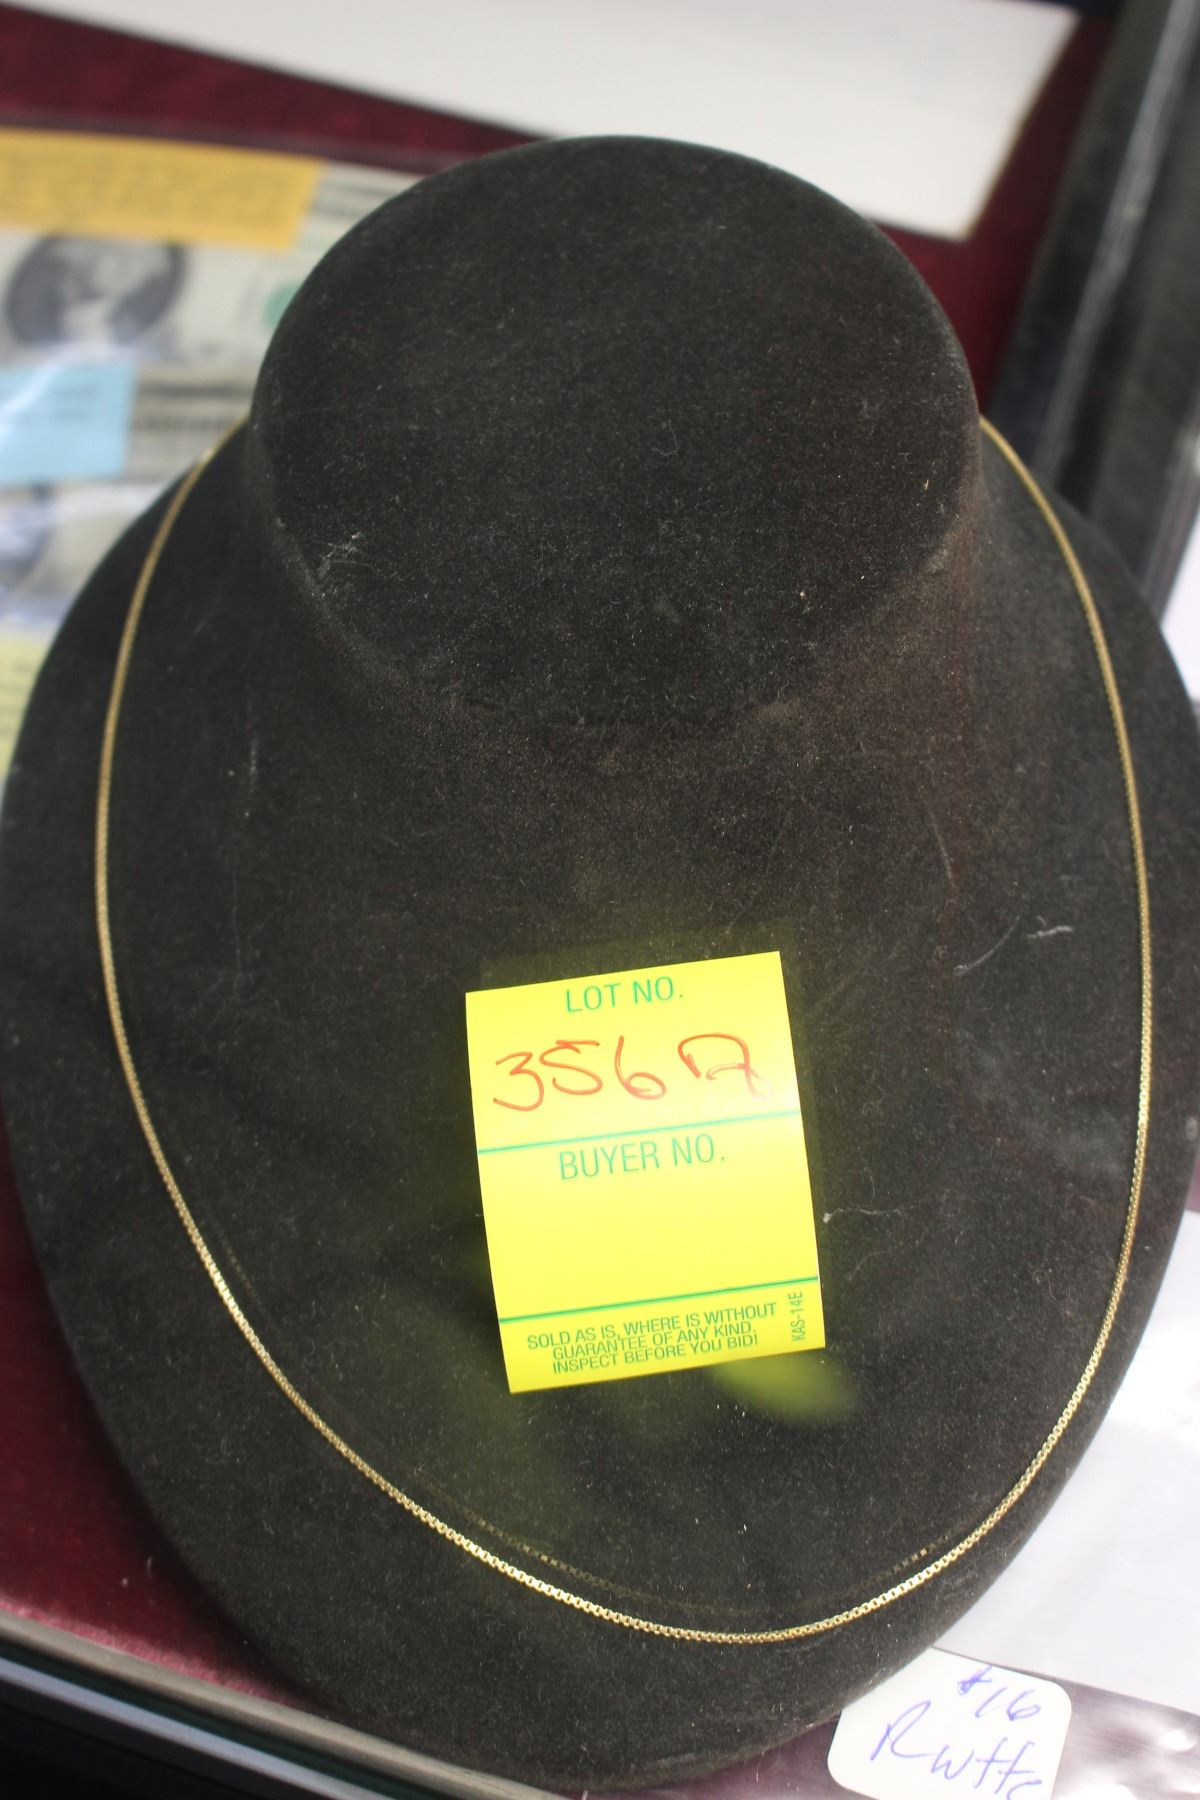 LOT NO.
3567
BUYER NO.
SOLD AS IS, WHERE IS WITHOUT
GUARANTEE OF ANY KIND.
INSPECT BEFORE YOU BID!
KAS-14E
#16